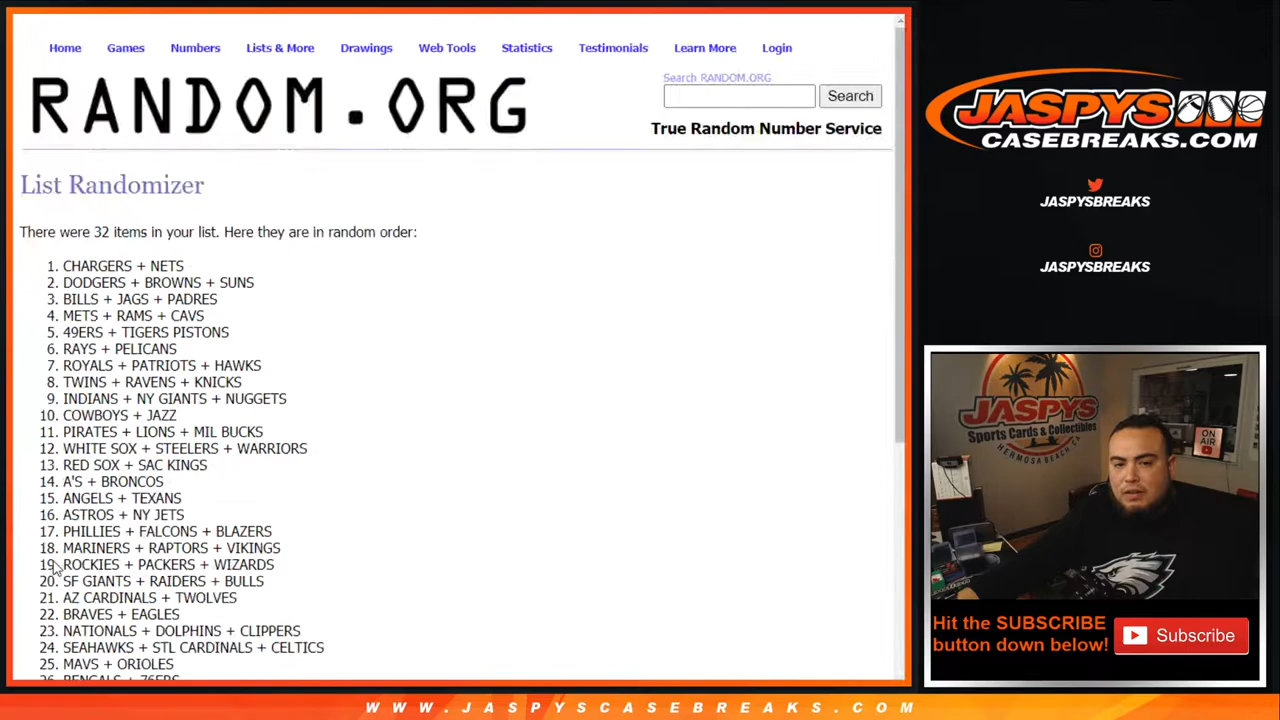 Home Games Numbers Lists & More Drawings Web Tools Statistics Testimonials Learn More Login
RANDOM.ORG
Search RANDOM.ORG
Search
True Random Number Service
List Randomizer
There were 32 items in your list. Here they are in random order:
1. CHARGERS + NETS
2. DODGERS + BROWNS + SUNS
3. BILLS + JAGS + PADRES
4. METS + RAMS + CAVS
5. 49ERS + TIGERS PISTONS
6. RAYS + PELICANS
7. ROYALS + PATRIOTS + HAWKS
8. TWINS + RAVENS + KNICKS
9. INDIANS + NY GIANTS + NUGGETS
10. COWBOYS + JAZZ
11. PIRATES + LIONS + MIL BUCKS
12. WHITE SOX + STEELERS + WARRIORS
13. RED SOX + SAC KINGS
14. A'S + BRONCOS
15. ANGELS + TEXANS
16. ASTROS + NY JETS
17. PHILLIES + FALCONS + BLAZERS
18. MARINERS + RAPTORS + VIKINGS
19. ROCKIES + PACKERS + WIZARDS
20. SF GIANTS + RAIDERS + BULLS
21. AZ CARDINALS + TWOLVES
22. BRAVES + EAGLES
23. NATIONALS + DOLPHINS + CLIPPERS
24. SEAHAWKS + STL CARDINALS + CELTICS
25. MAVS + ORIOLES
26. BENGALS + 76ERS
JASPYS
CASEBREAKS.COM
JASPYSBREAKS
JASPYSBREAKS
JASPYS
Sports Cards & Collectibles
HERMOSA BEACH
ON
AIR
Hit the SUBSCRIBE
button down below!
Subscribe
WWW.JASPYSCASEBREAKS.COM